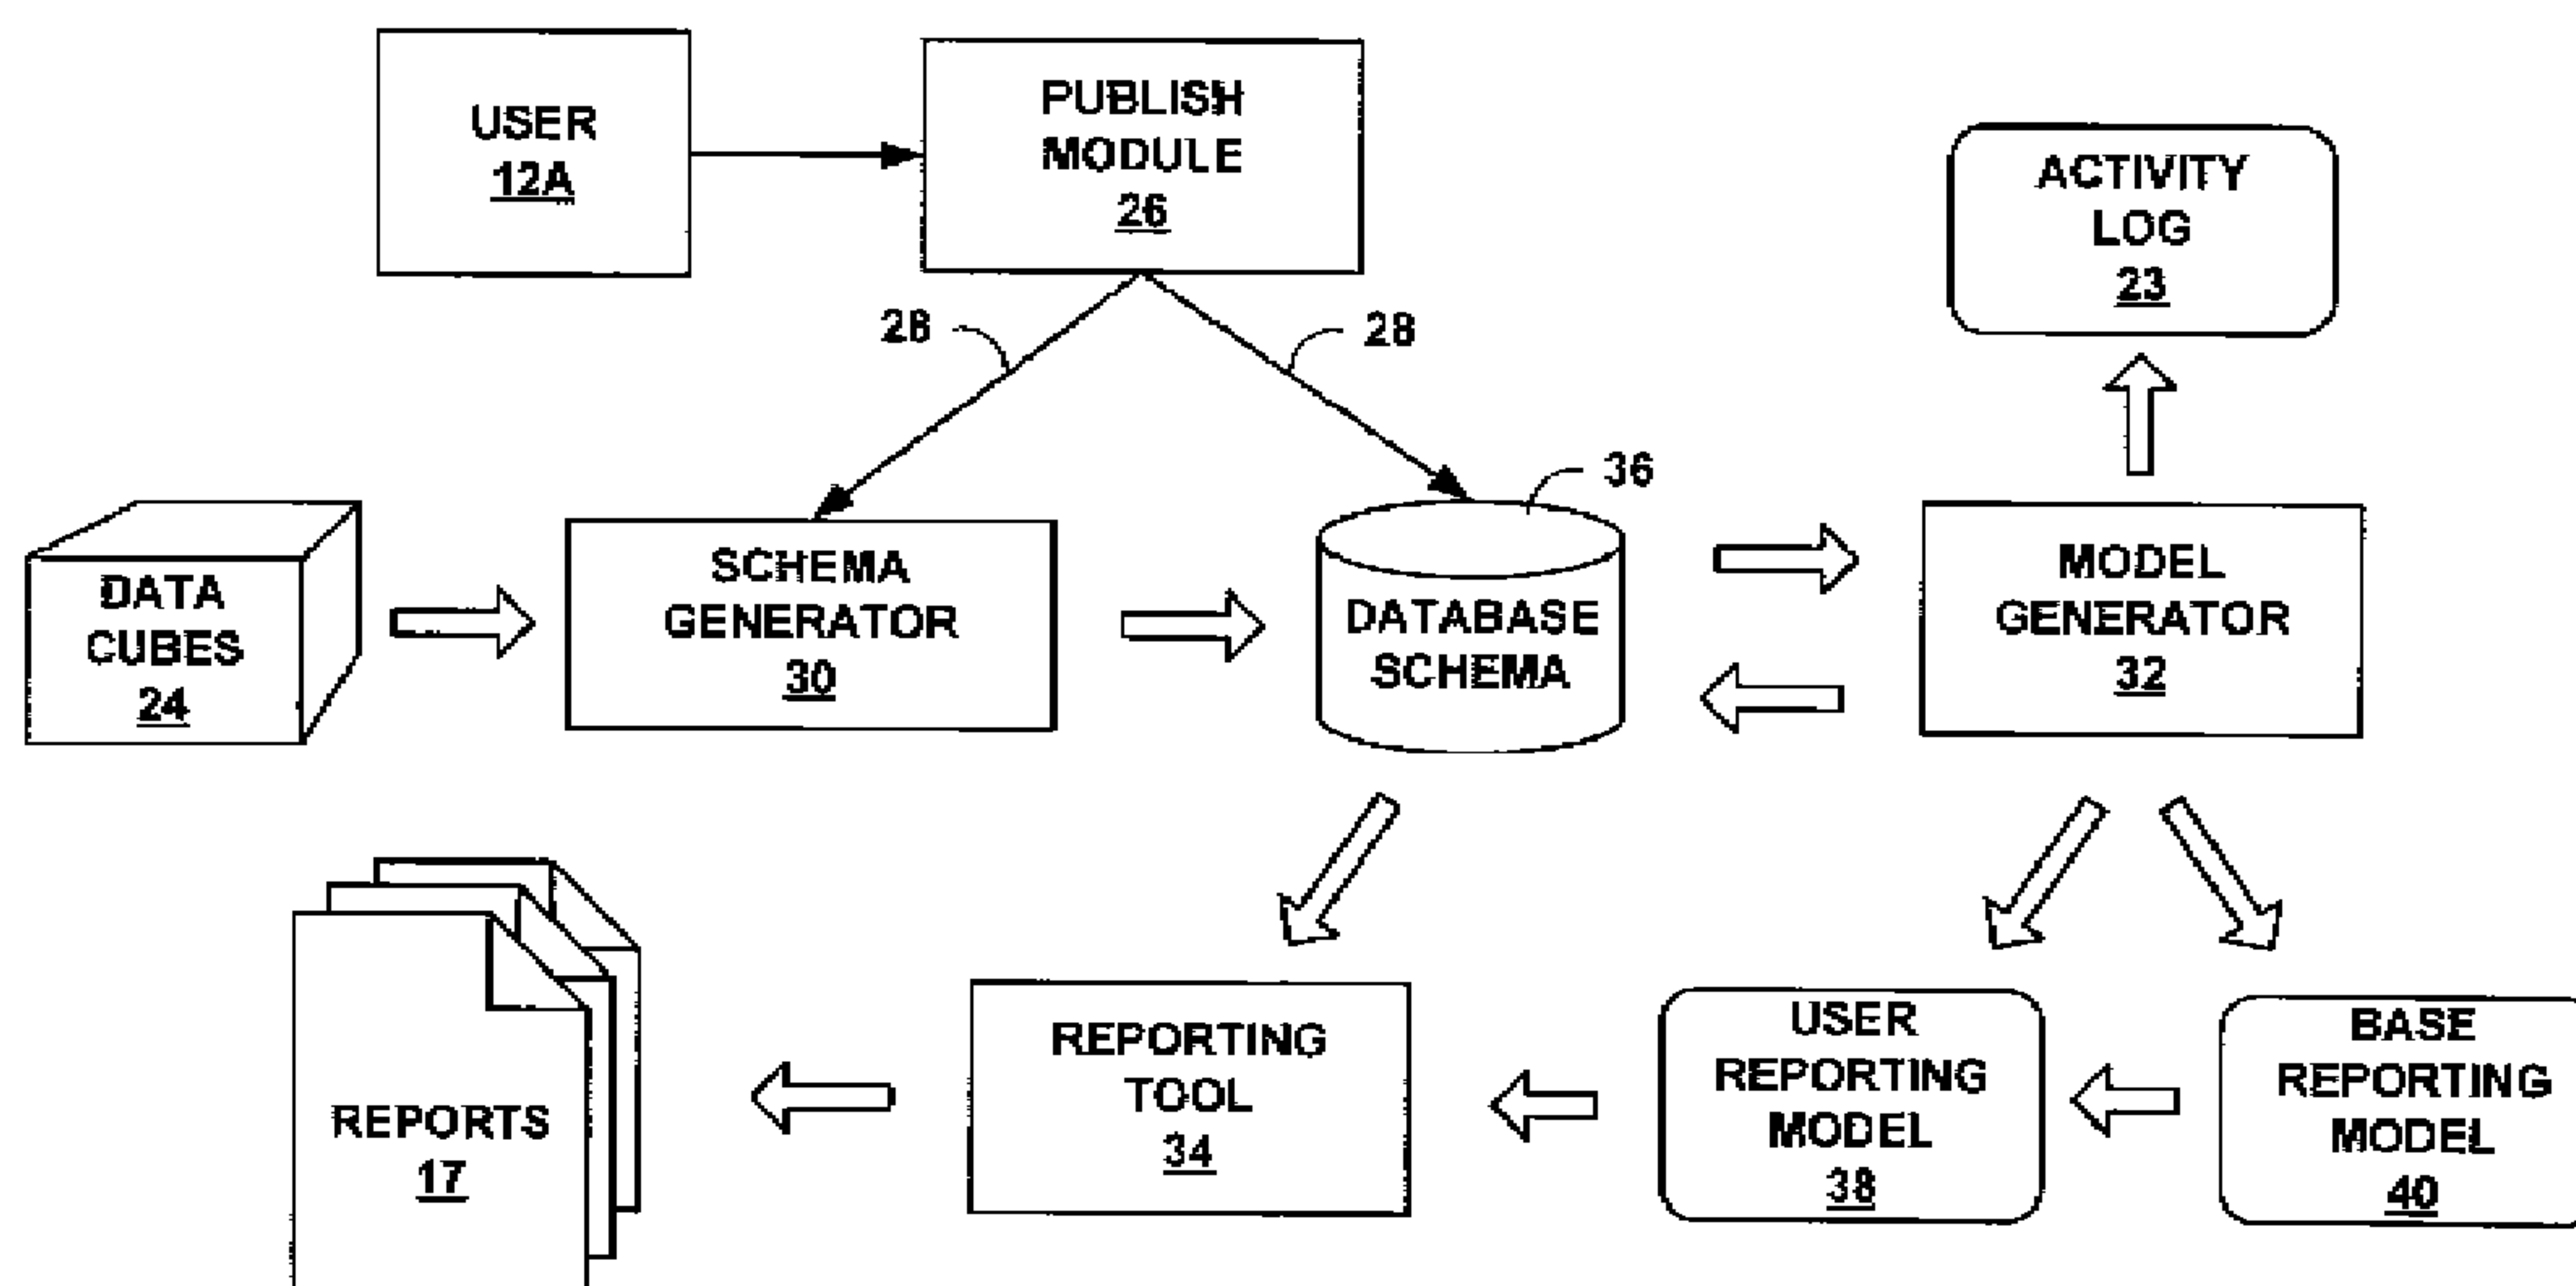 USER
12A
PUBLISH
MODULE
26
ACTIVITY
LOG
23
28
28
36
DATA
CUBES
24
SCHEMA
GENERATOR
30
DATABASE
SCHEMA
MODEL
GENERATOR
32
REPORTS
17
REPORTING
TOOL
34
USER
REPORTING
MODEL
38
BASE
REPORTING
MODEL
40